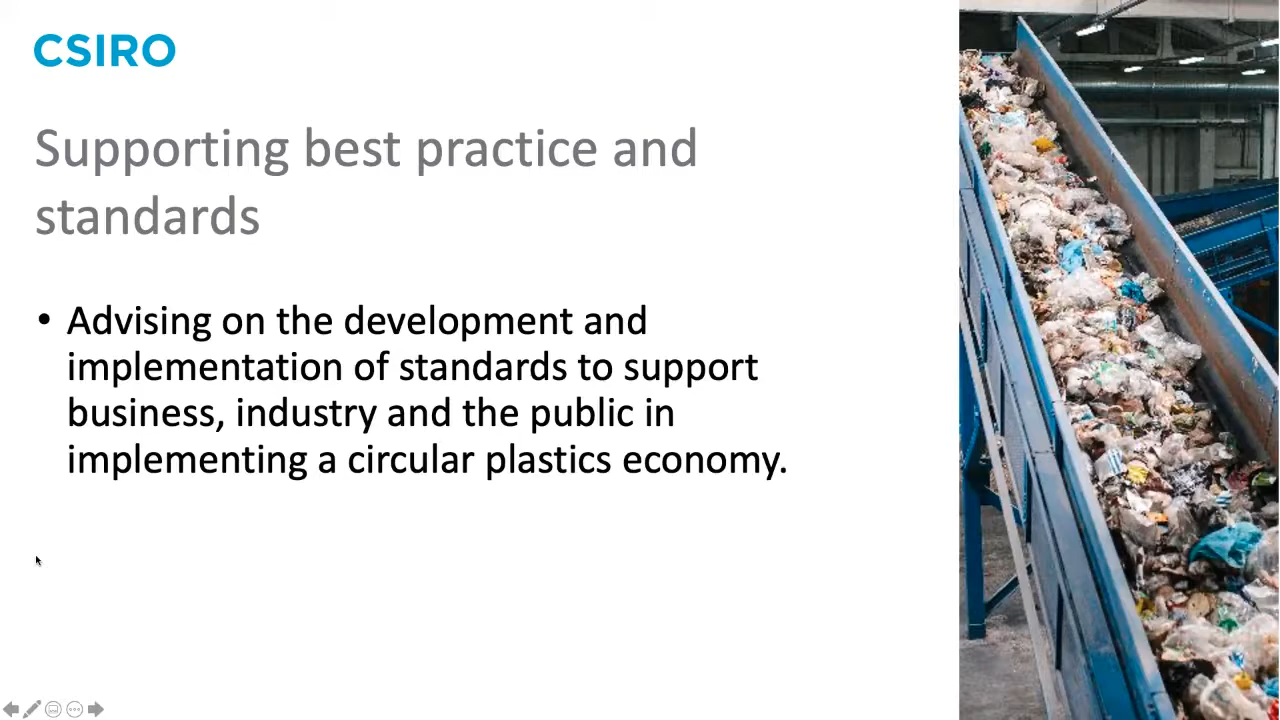 CSIRO
Supporting best practice and
standards
• Advising on the development and
implementation of standards to support
business, industry and the public in
implementing a circular plastics economy.